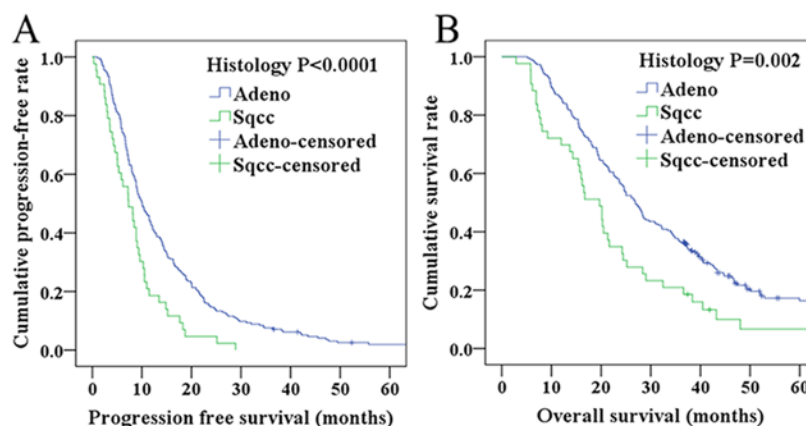 A
Cumulative progression-free rate
1.0
0.8
0.6
0.4
0.2
0.0
Histology P<0.0001
Adeno
Sqcc
Adeno-censored
Sqcc-censored
0 10 20 30 40 50 60
Progression free survival (months)
B
Cumulative survival rate
1.0
0.8
0.6
0.4
0.2
0.0
Histology P=0.002
Adeno
Sqcc
Adeno-censored
Sqcc-censored
0 10 20 30 40 50 60
Overall survival (months)